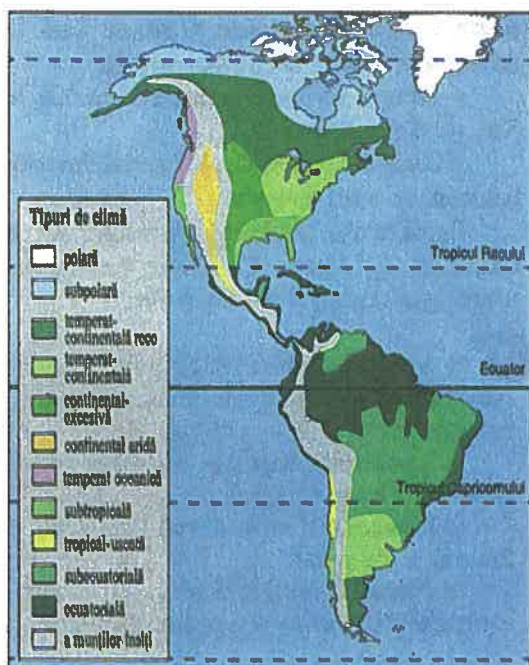 Tipuri de climă
polară
subpolară
temperat-
continentală rece
temperat-
continentală
continental-
excesivă
continental aridă
temperat oceanică
subtropicală
tropical-uscată
subecuatorială
ecuatorială
a munților înalți
Tropicul Racului
Ecuator
Tropicul Capricornului